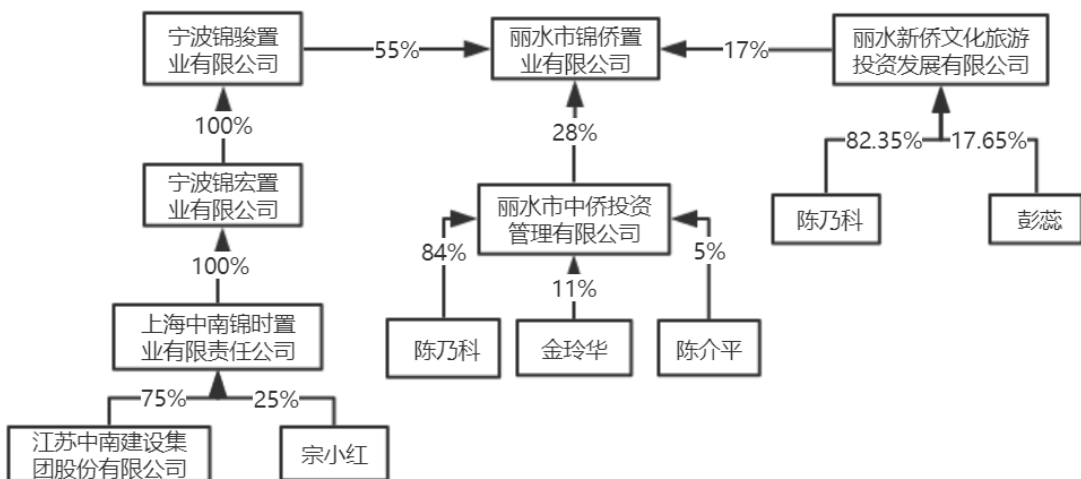 宁波锦骏置
业有限公司
55%
丽水市锦侨置
业有限公司
17%
丽水新侨文化旅游
投资发展有限公司
100%
28%
82.35%
17.65%
宁波锦宏置
业有限公司
丽水市中侨投资
管理有限公司
陈乃科
彭蕊
100%
84%
11%
5%
上海中南锦时置
业有限责任公司
陈乃科
金玲华
陈介平
75%
25%
江苏中南建设集
团股份有限公司
宗小红